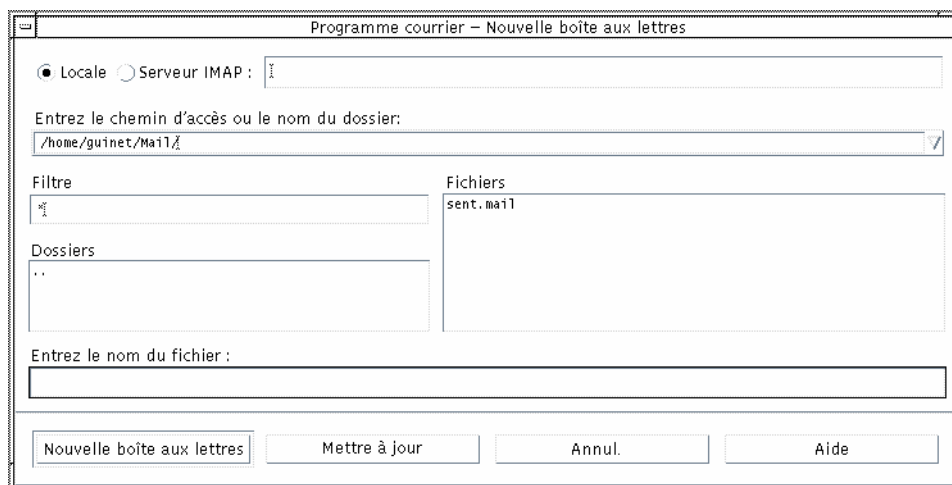 Programme courrier – Nouvelle boîte aux lettres
Locale Serveur IMAP :
Entrez le chemin d'accès ou le nom du dossier:
/home/guinet/Mail/
Filtre
*
Dossiers
..
Fichiers
sent.mail
Entrez le nom du fichier :
Nouvelle boîte aux lettres Mettre à jour Annul. Aide